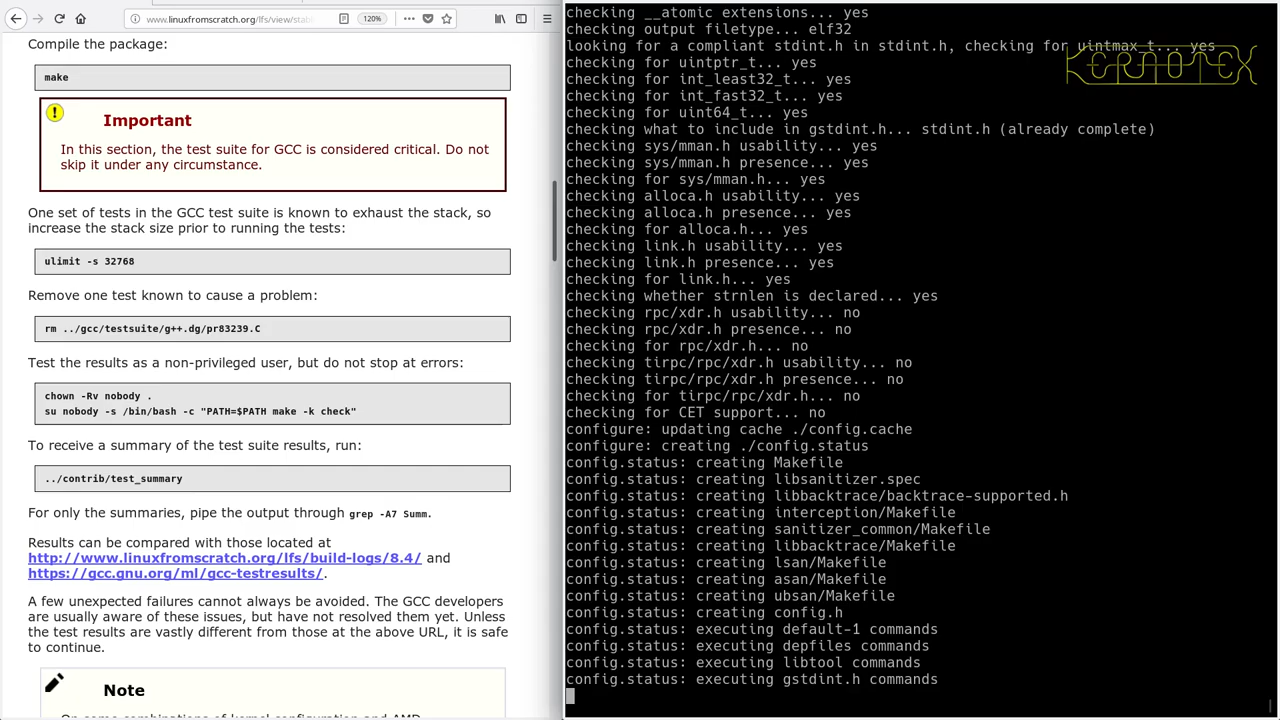 www.linuxfromscratch.org/lfs/view/stab
120%
Compile the package:
make
Important
In this section, the test suite for GCC is considered critical. Do not
skip it under any circumstance.
One set of tests in the GCC test suite is known to exhaust the stack, so
increase the stack size prior to running the tests:
ulimit -s 32768
Remove one test known to cause a problem:
rm ../gcc/testsuite/g++.dg/pr83239.C
Test the results as a non-privileged user, but do not stop at errors:
chown -Rv nobody .
su nobody -s /bin/bash -c "PATH=$PATH make -k check"
To receive a summary of the test suite results, run:
../contrib/test_summary
For only the summaries, pipe the output through grep -A7 Summ.
Results can be compared with those located at
http://www.linuxfromscratch.org/lfs/build-logs/8.4/ and
https://gcc.gnu.org/ml/gcc-testresults/.
A few unexpected failures cannot always be avoided. The GCC developers
are usually aware of these issues, but have not resolved them yet. Unless
the test results are vastly different from those at the above URL, it is safe
to continue.
Note
On some combinations of kernel configuration and AMD
checking __atomic extensions... yes
checking output filetype... elf32
looking for a compliant stdint.h in stdint.h, checking for uintmax_t... yes
checking for uintptr_t... yes
checking for int_least32_t... yes
checking for int_fast32_t... yes
checking for uint64_t... yes
checking what to include in gstdint.h... stdint.h (already complete)
checking sys/mman.h usability... yes
checking sys/mman.h presence... yes
checking for sys/mman.h... yes
checking alloca.h usability... yes
checking alloca.h presence... yes
checking for alloca.h... yes
checking link.h usability... yes
checking link.h presence... yes
checking for link.h... yes
checking whether strnlen is declared... yes
checking rpc/xdr.h usability... no
checking rpc/xdr.h presence... no
checking for rpc/xdr.h... no
checking tirpc/rpc/xdr.h usability... no
checking tirpc/rpc/xdr.h presence... no
checking for tirpc/rpc/xdr.h... no
checking for CET support... no
configure: updating cache ./config.cache
configure: creating ./config.status
config.status: creating Makefile
config.status: creating libsanitizer.spec
config.status: creating libbacktrace/backtrace-supported.h
config.status: creating interception/Makefile
config.status: creating sanitizer_common/Makefile
config.status: creating libbacktrace/Makefile
config.status: creating lsan/Makefile
config.status: creating asan/Makefile
config.status: creating ubsan/Makefile
config.status: creating config.h
config.status: executing default-1 commands
config.status: executing depfiles commands
config.status: executing libtool commands
config.status: executing gstdint.h commands
KERNOTEX